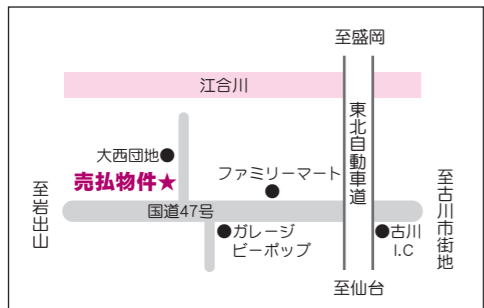 至盛岡
江合川
東北自動車道
大西団地●
売払物件★
ファミリーマート
●
至岩出山
国道47号
至古川市街地
●ガレージ
ビーポップ
●古川
I.C
至仙台